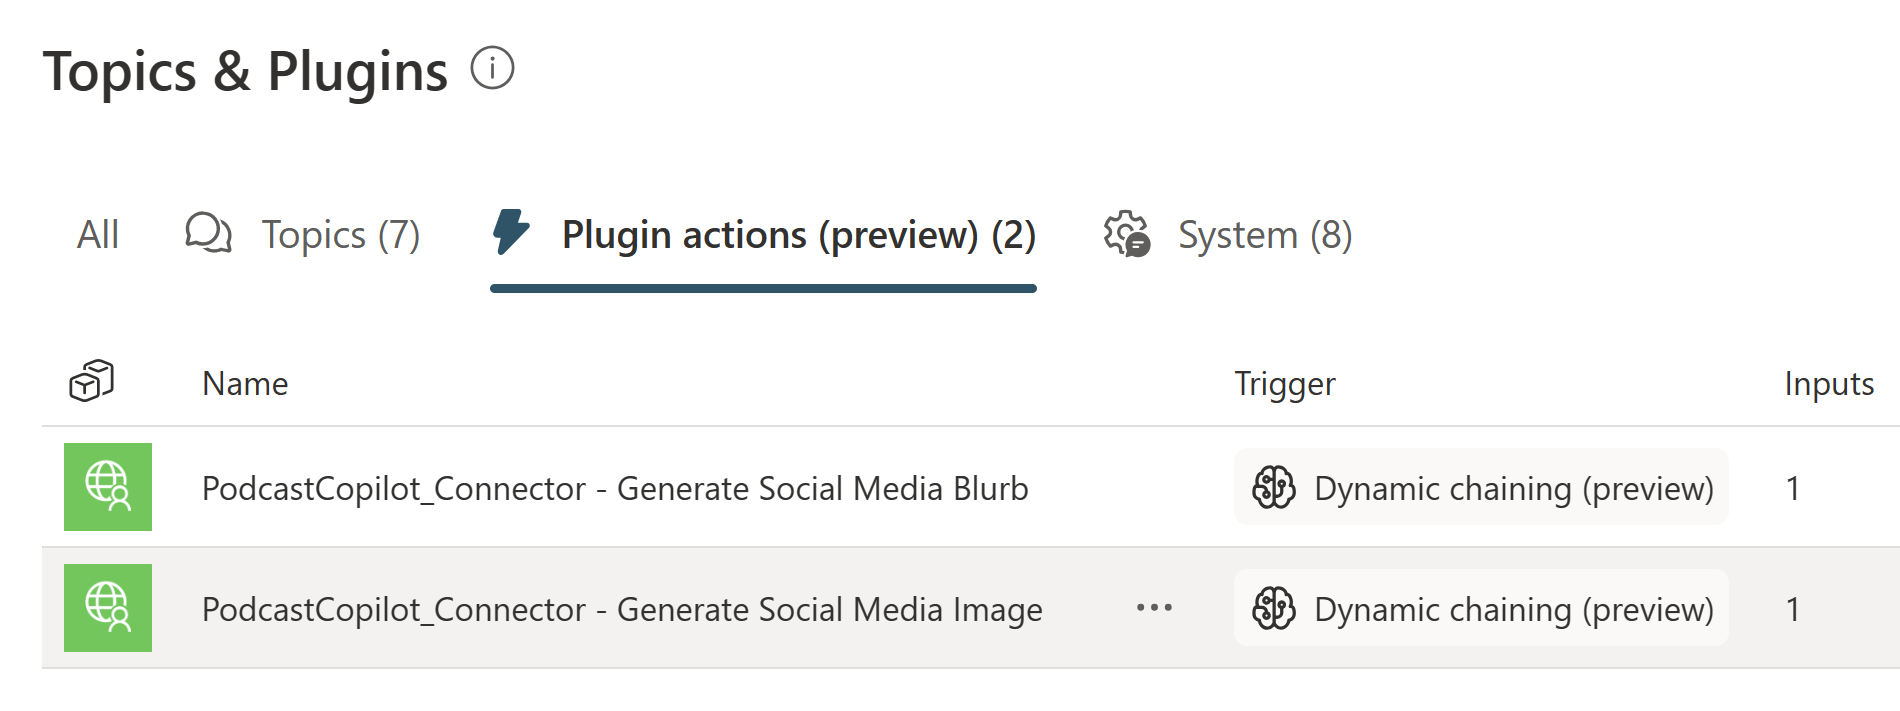 Topics & Plugins
All Topics (7) Plugin actions (preview) (2) System (8)
Name Trigger Inputs
PodcastCopilot_Connector - Generate Social Media Blurb Dynamic chaining (preview) 1
PodcastCopilot_Connector - Generate Social Media Image ... Dynamic chaining (preview) 1